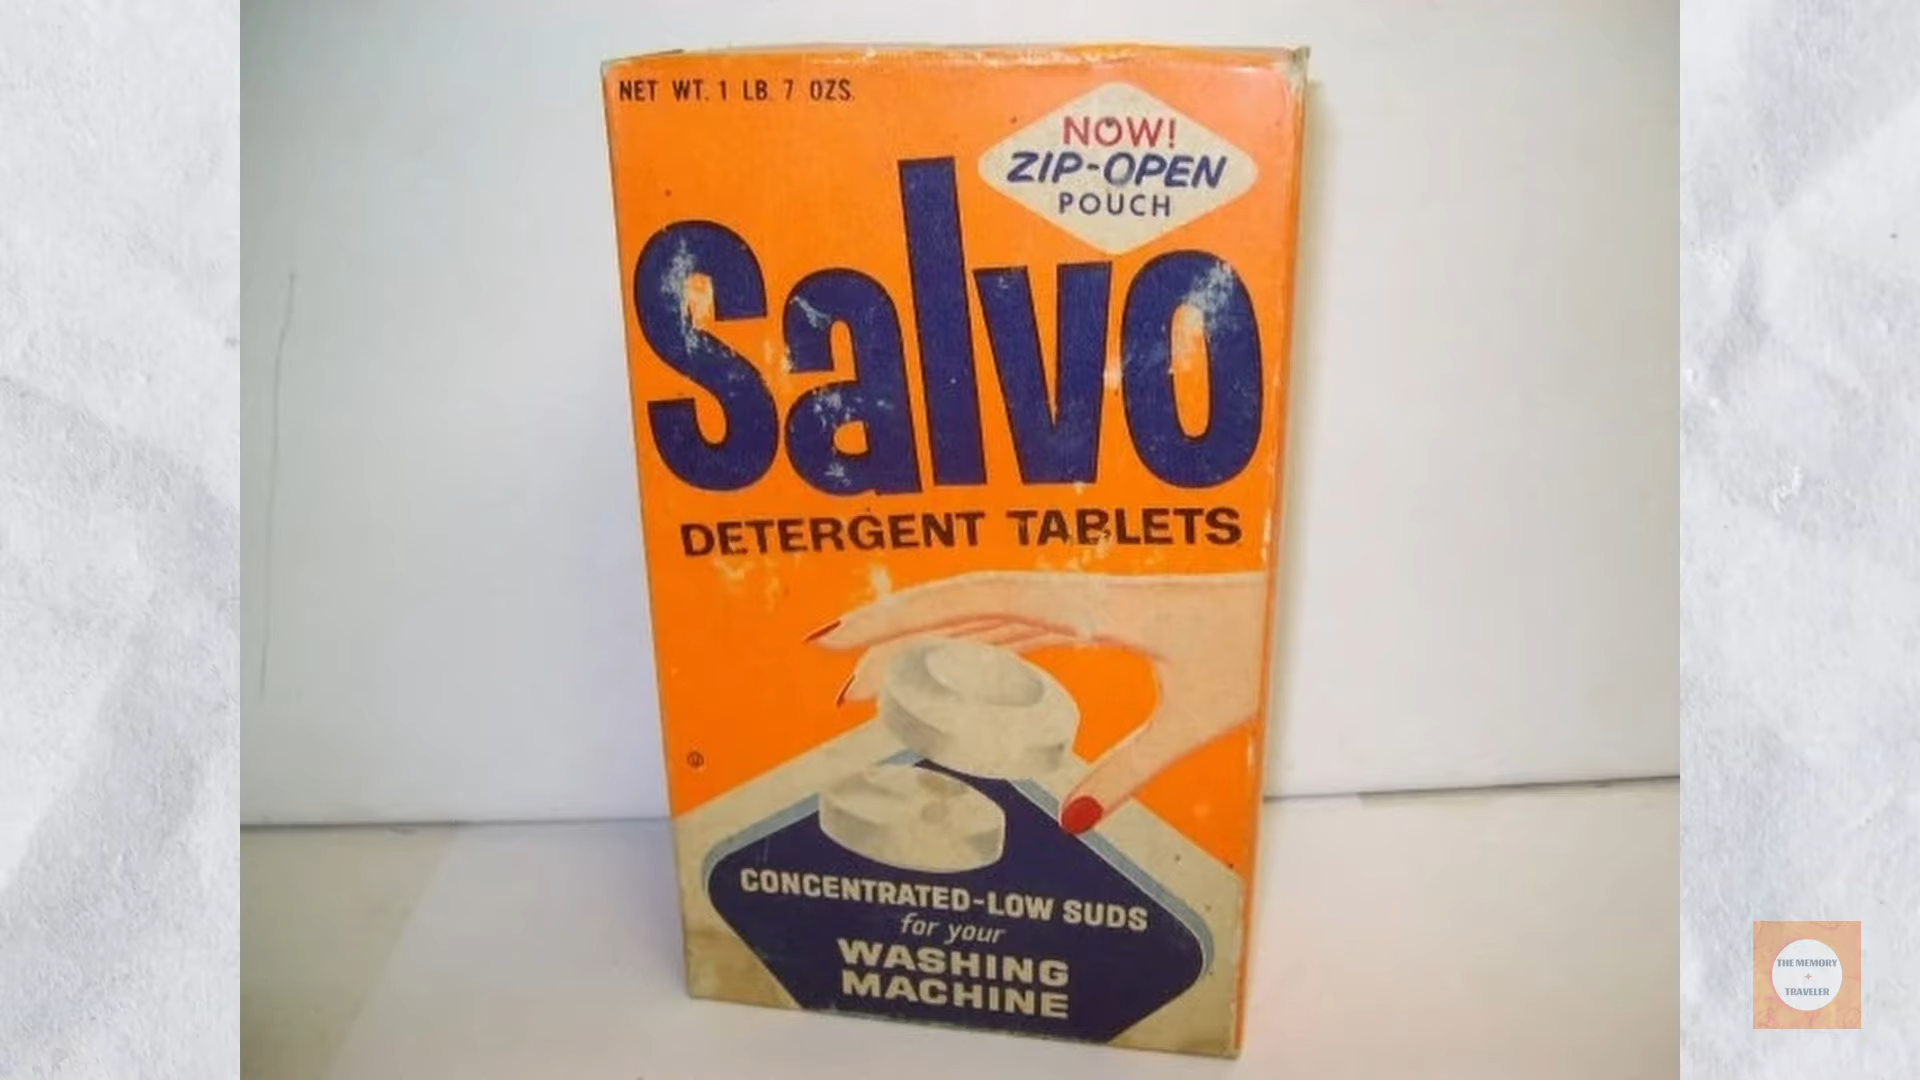 NET WT. 1 LB. 7 OZS.
NOW!
ZIP-OPEN
POUCH
Salvo
DETERGENT TABLETS
CONCENTRATED-LOW SUDS
for your
WASHING
MACHINE
THE MEMORY
+
TRAVELER